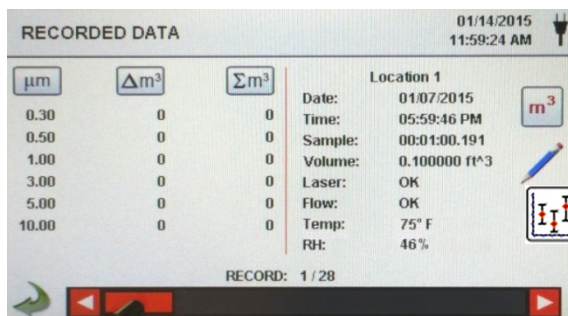 RECORDED DATA
01/14/2015
11:59:24 AM
µm Δm³ Σm³
0.30 0 0
0.50 0 0
1.00 0 0
3.00 0 0
5.00 0 0
10.00 0 0
Location 1
Date: 01/07/2015
Time: 05:59:46 PM
Sample: 00:01:00.191
Volume: 0.100000 ft^3
Laser: OK
Flow: OK
Temp: 75° F
RH: 46%
m³
RECORD: 1 / 28